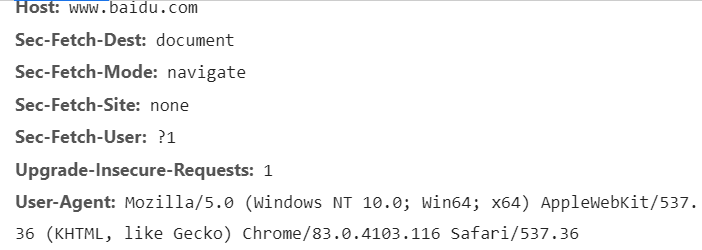 Host: www.baidu.com
Sec-Fetch-Dest: document
Sec-Fetch-Mode: navigate
Sec-Fetch-Site: none
Sec-Fetch-User: ?1
Upgrade-Insecure-Requests: 1
User-Agent: Mozilla/5.0 (Windows NT 10.0; Win64; x64) AppleWebKit/537.
36 (KHTML, like Gecko) Chrome/83.0.4103.116 Safari/537.36